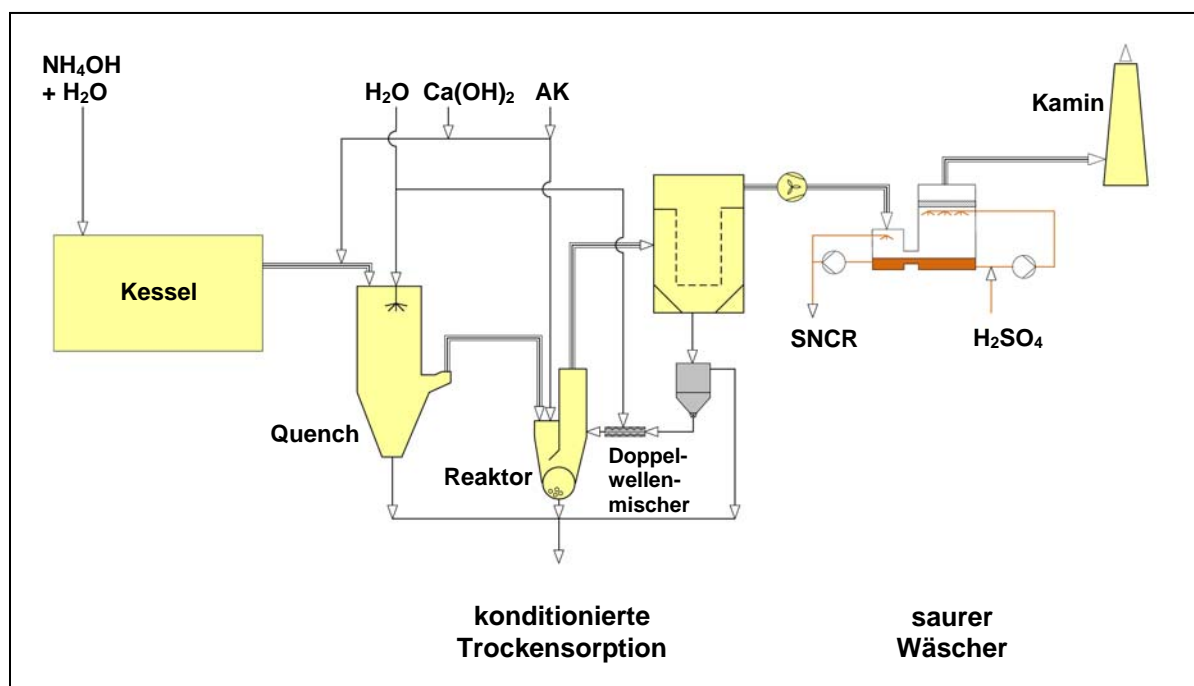 NH₄OH
+ H₂O
H₂O Ca(OH)₂ AK
Kamin
Kessel
SNCR
H₂SO₄
Quench
Reaktor
Doppel-
wellen-
mischer
konditionierte
Trockensorption
saurer
Wäscher